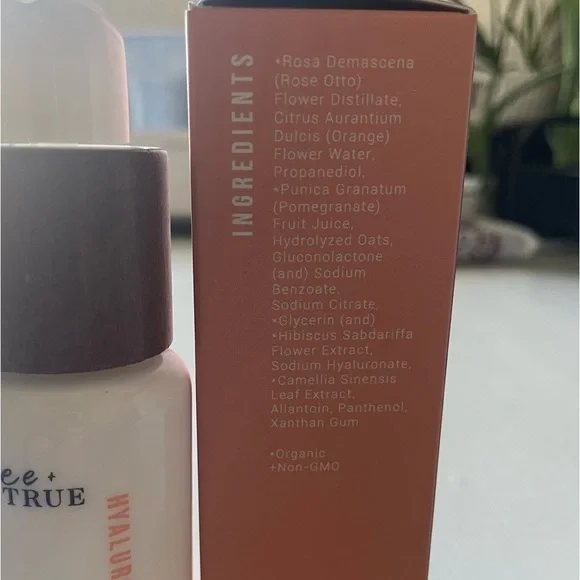 INGREDIENTS
•Rosa Demascena
(Rose Otto)
Flower Distillate,
Citrus Aurantium
Dulcis (Orange)
Flower Water,
Propanediol,
•Punica Granatum
(Pomegranate)
Fruit Juice,
Hydrolyzed Oats,
Gluconolactone
(and) Sodium
Benzoate,
Sodium Citrate,
•Glycerin (and)
•Hibiscus Sabdariffa
Flower Extract,
Sodium Hyaluronate,
•Camellia Sinensis
Leaf Extract,
Allantoin, Panthenol,
Xanthan Gum
•Organic
+Non-GMO
ee+
TRUE
HYALUR